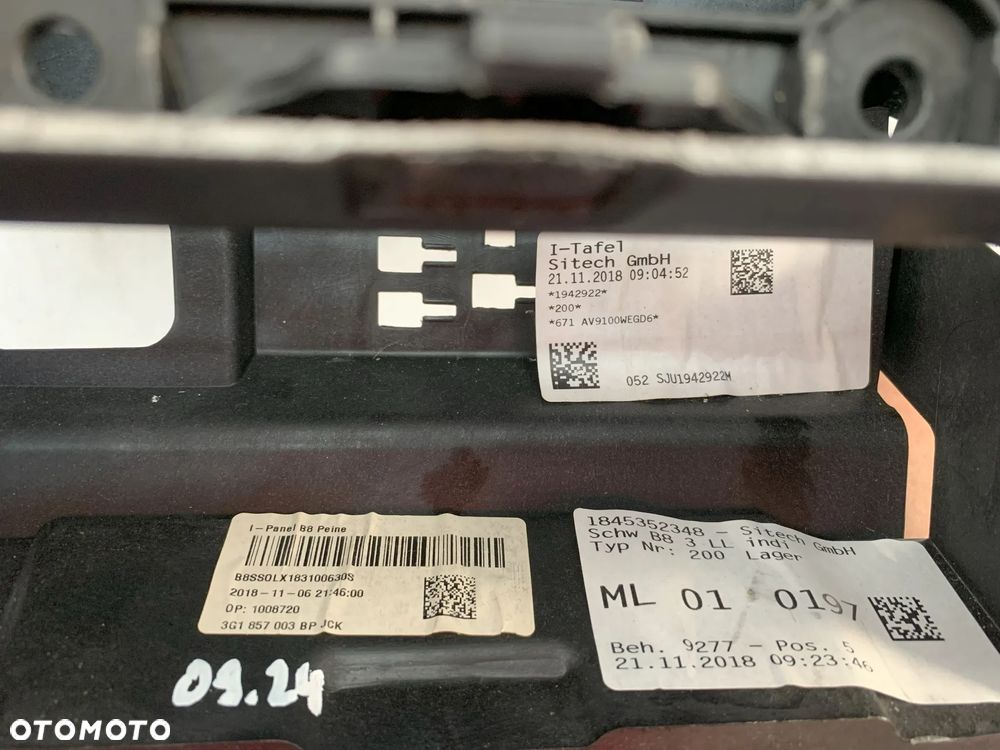 I-Tafel
Sitech GmbH
21.11.2018 09:04:52
*1942922*
*200*
*671 AV9100WEGD6*
052 SJU1942922M
I-Panel B8 Peine
B8SSOLX183100630S
2018-11-06 21:46:00
OP: 1008720
3G1 857 003 BP JCK
1845352348 - Sitech GmbH
Schw B8 3 LL indi
Typ Nr: 200 Lager
ML 01 0197
Beh. 9277 - Pos. 5
21.11.2018 09:23:46
09.24
OTOMOTO